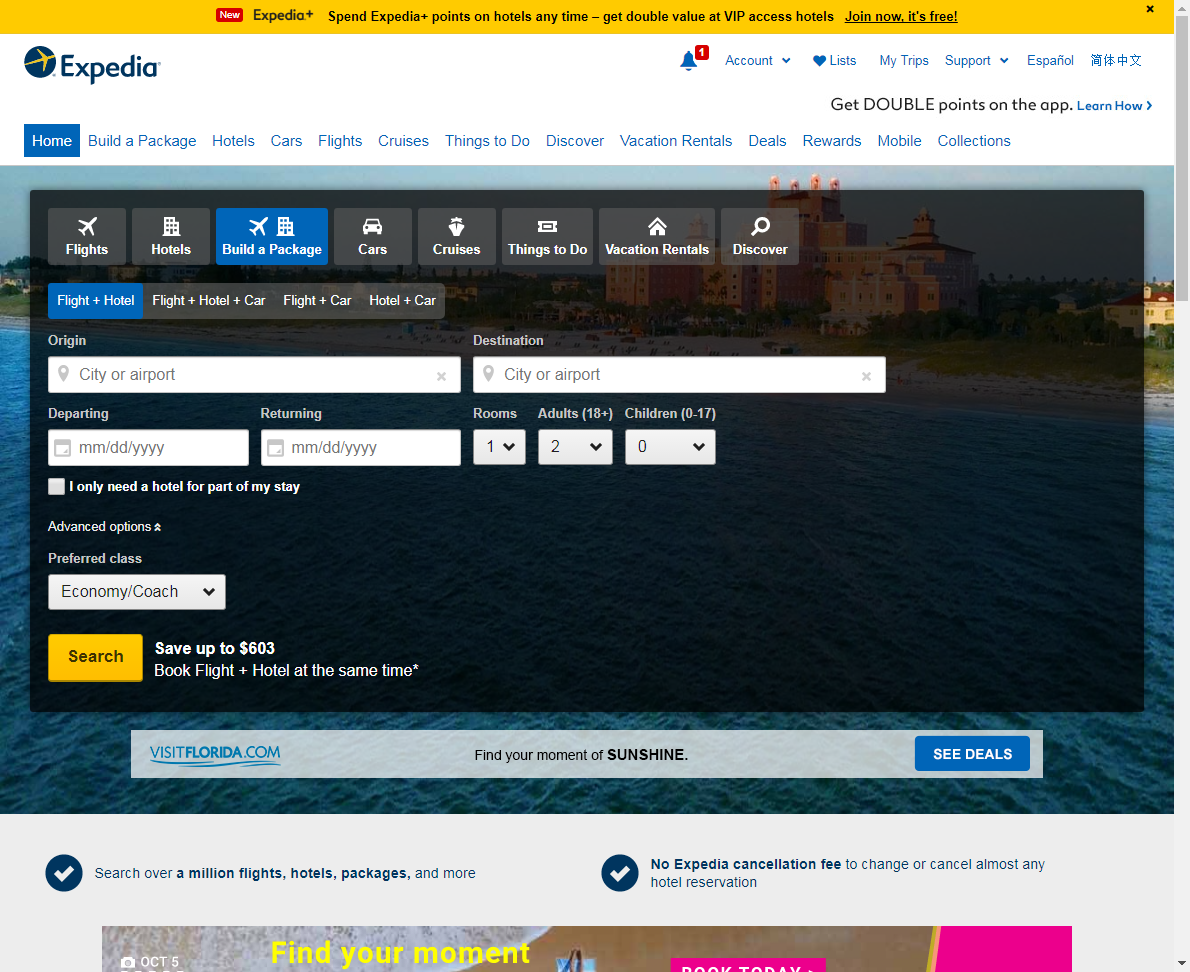 New Expedia+ Spend Expedia+ points on hotels any time – get double value at VIP access hotels Join now, it's free!
Expedia
1 Account Lists My Trips Support Español 简体中文
Get DOUBLE points on the app. Learn How
Home Build a Package Hotels Cars Flights Cruises Things to Do Discover Vacation Rentals Deals Rewards Mobile Collections
Flights Hotels Build a Package Cars Cruises Things to Do Vacation Rentals Discover
Flight + Hotel Flight + Hotel + Car Flight + Car Hotel + Car
Origin Destination
City or airport City or airport
Departing Returning Rooms Adults (18+) Children (0-17)
mm/dd/yyyy mm/dd/yyyy 1 2 0
I only need a hotel for part of my stay
Advanced options
Preferred class
Economy/Coach
Search Save up to $603
Book Flight + Hotel at the same time*
VISITFLORIDA.COM Find your moment of SUNSHINE. SEE DEALS
Search over a million flights, hotels, packages, and more
No Expedia cancellation fee to change or cancel almost any
hotel reservation
Find your moment
OCT 5
BOOK TODAY >